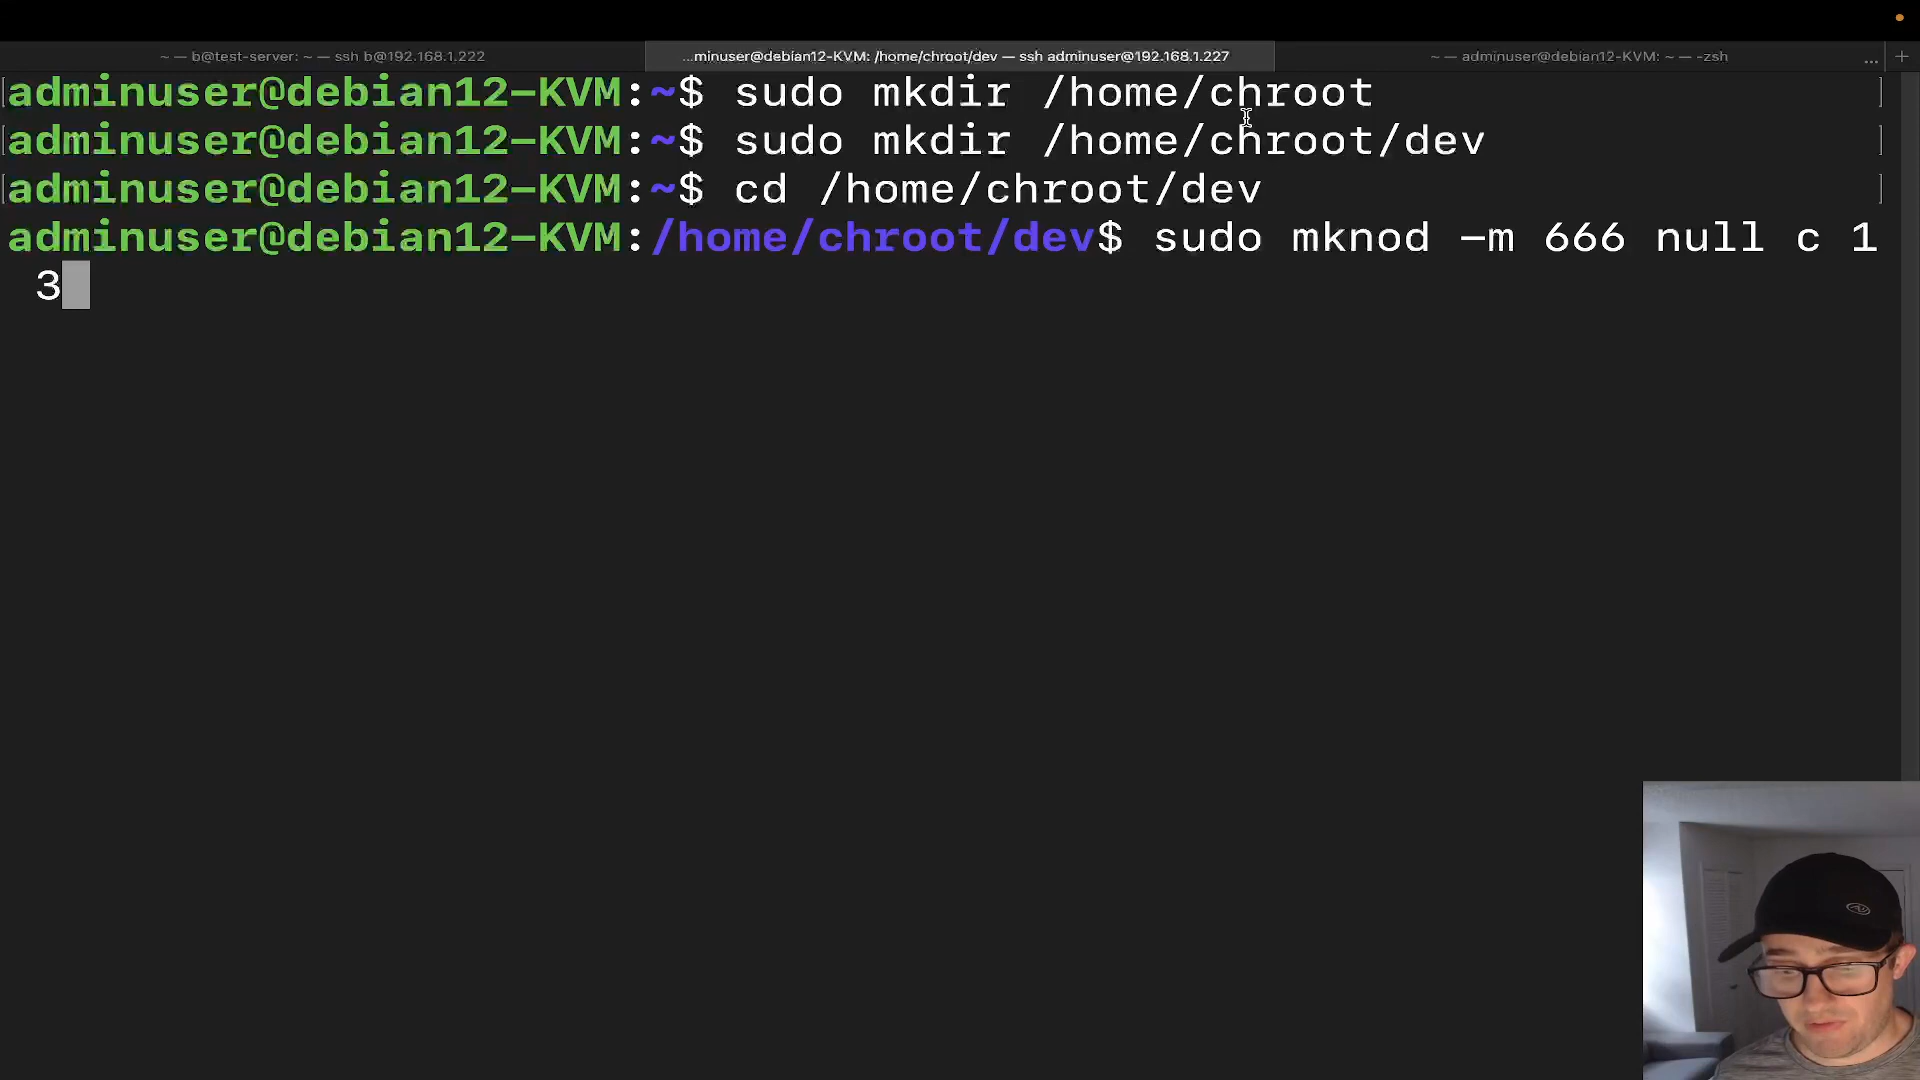 ~ — b@test-server: ~ — ssh b@192.168.1.222
...minuser@debian12-KVM: /home/chroot/dev — ssh adminuser@192.168.1.227
~ — adminuser@debian12-KVM: ~ — -zsh
... +
[adminuser@debian12-KVM:~$ sudo mkdir /home/chroot ]
[adminuser@debian12-KVM:~$ sudo mkdir /home/chroot/dev ]
[adminuser@debian12-KVM:~$ cd /home/chroot/dev ]
adminuser@debian12-KVM:/home/chroot/dev$ sudo mknod -m 666 null c 1
3